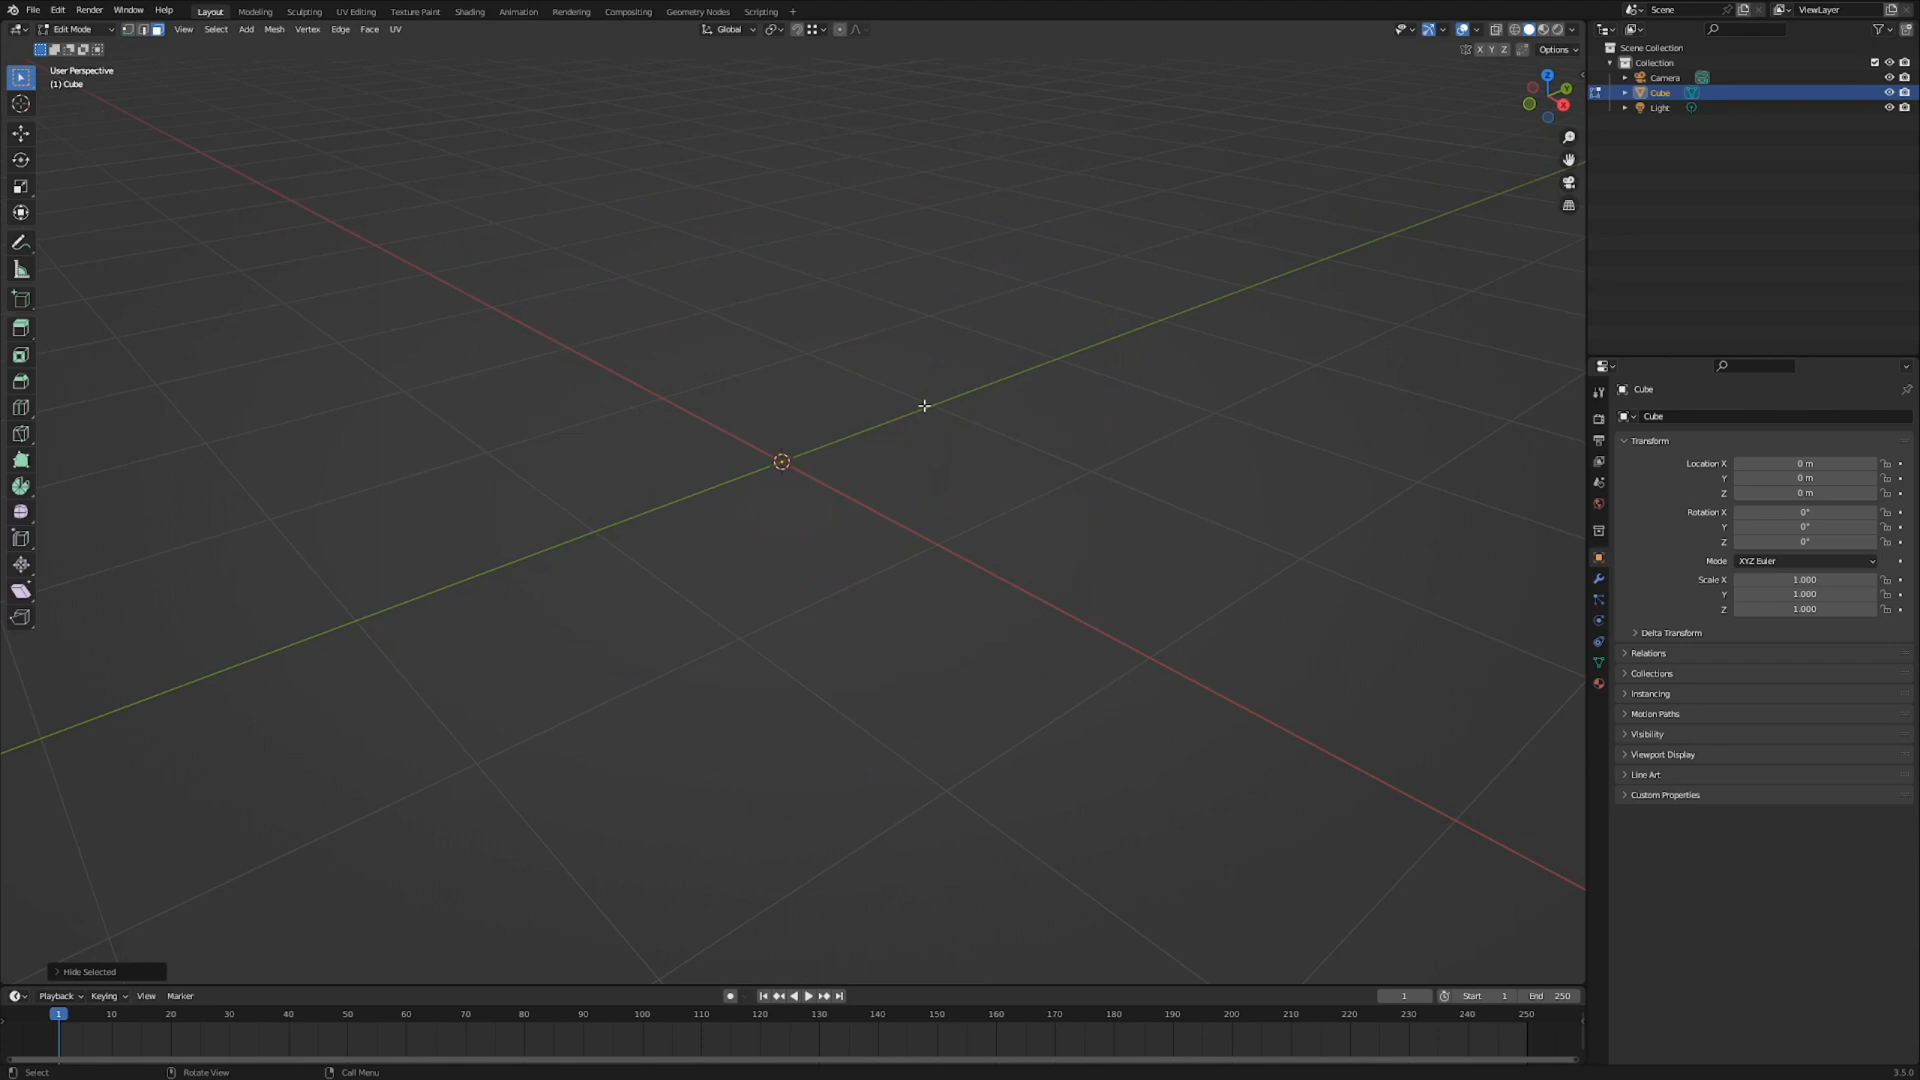 File Edit Render Window Help Layout Modeling Sculpting UV Editing Texture Paint Shading Animation Rendering Compositing Geometry Nodes Scripting + Scene ViewLayer
Edit Mode View Select Add Mesh Vertex Edge Face UV Global
X Y Z Options
User Perspective
(1) Cube
Z
Y
X
Scene Collection
Collection
Camera
Cube
Light
Cube
Cube
Transform
Location X 0 m
Y 0 m
Z 0 m
Rotation X 0°
Y 0°
Z 0°
Mode XYZ Euler
Scale X 1.000
Y 1.000
Z 1.000
Delta Transform
Relations
Collections
Instancing
Motion Paths
Visibility
Viewport Display
Line Art
Custom Properties
Hide Selected
Playback Keying View Marker 1 Start 1 End 250
1 10 20 30 40 50 60 70 80 90 100 110 120 130 140 150 160 170 180 190 200 210 220 230 240 250
Select Rotate View Call Menu 3.5.0